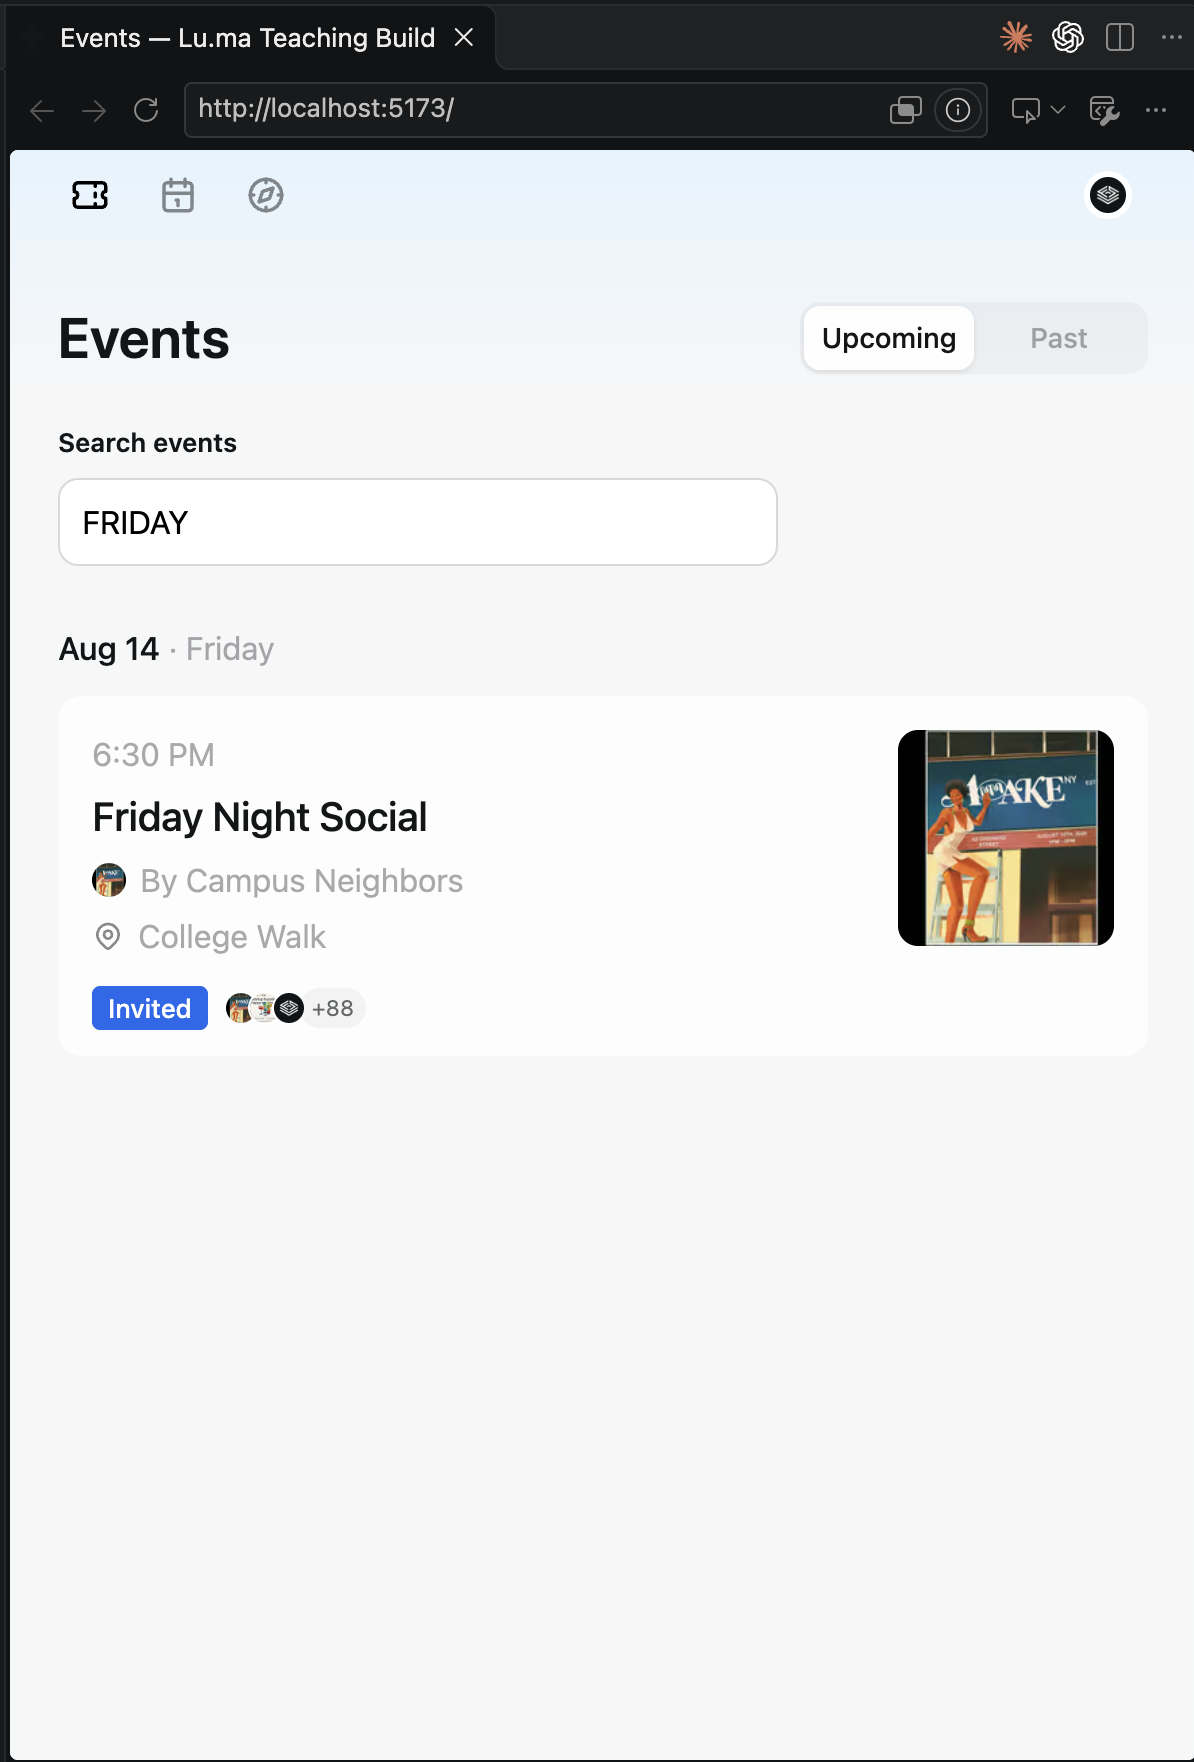 Events — Lu.ma Teaching Build
http://localhost:5173/
Events
Upcoming
Past
Search events
FRIDAY
Aug 14 · Friday
6:30 PM
Friday Night Social
By Campus Neighbors
College Walk
Invited
+88